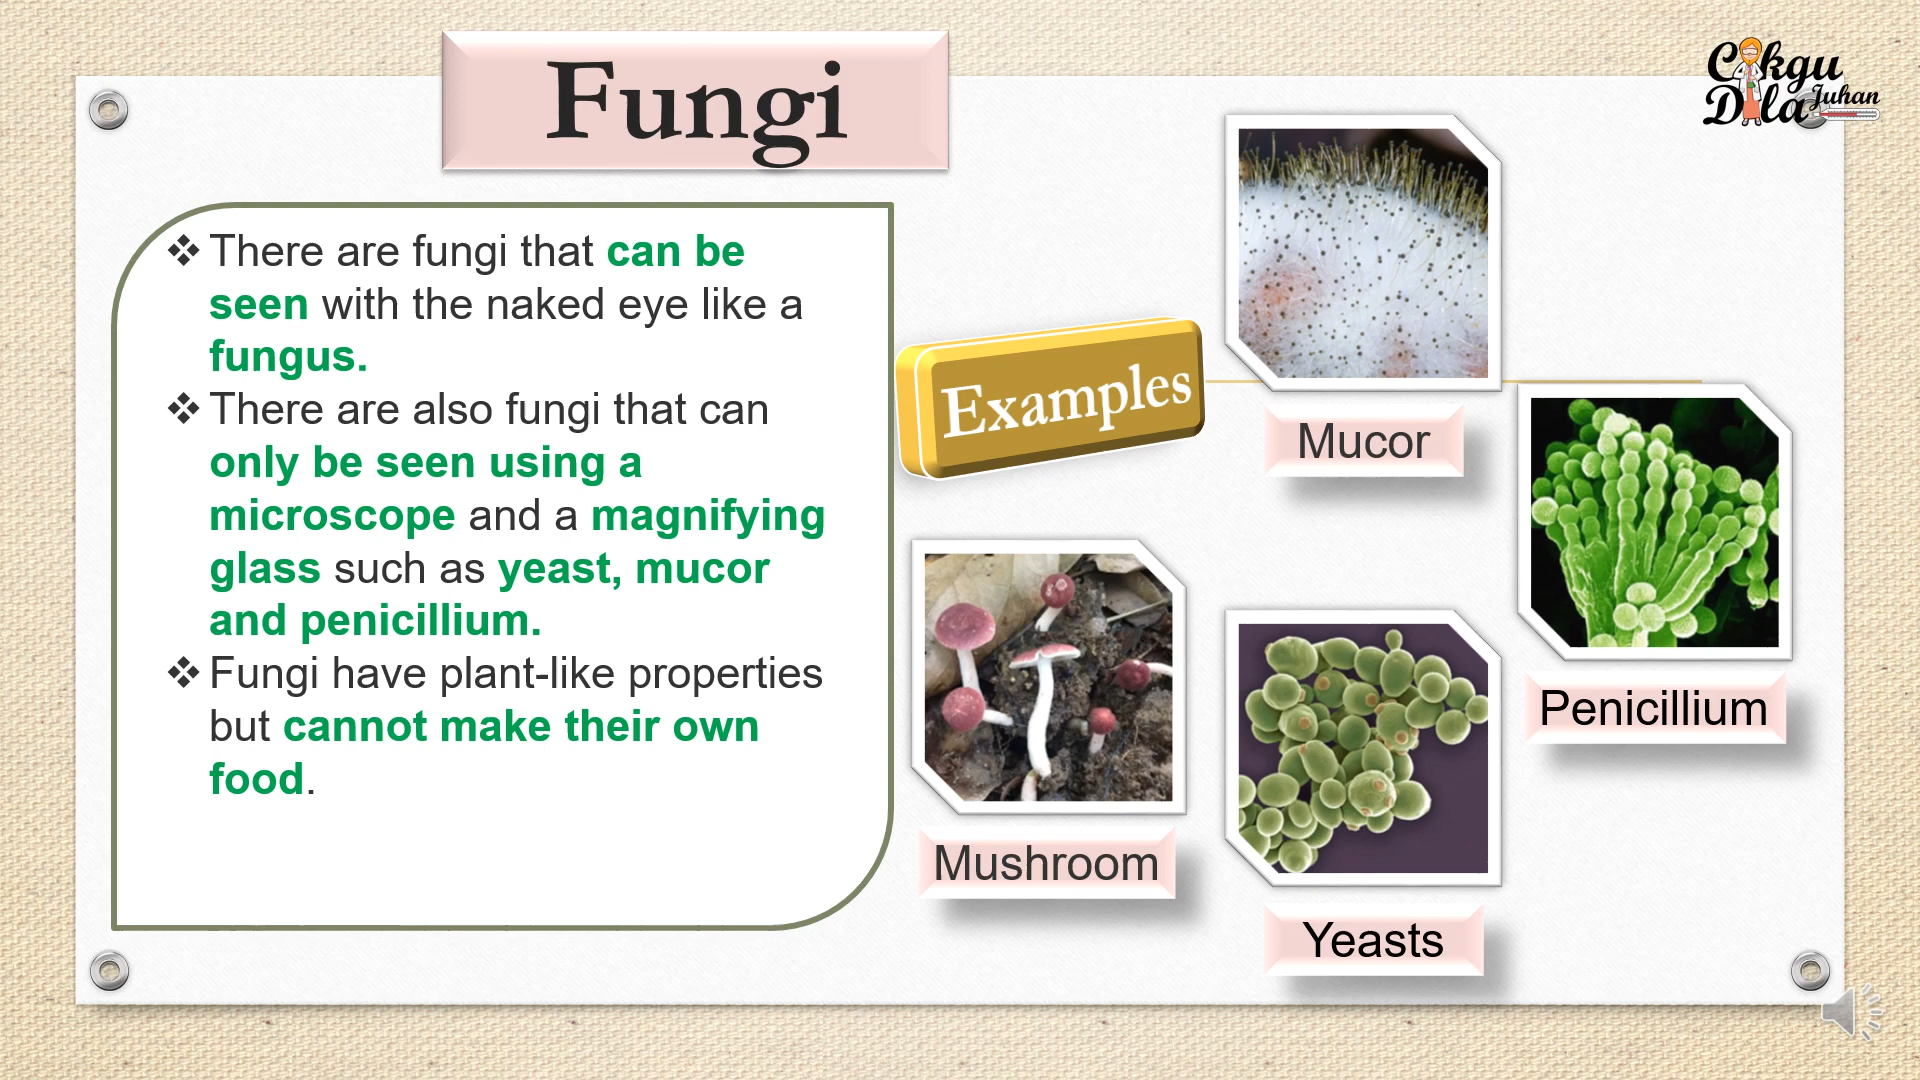 Fungi
Cikgu
Dila Juhan
❖ There are fungi that can be
seen with the naked eye like a
fungus.
❖ There are also fungi that can
only be seen using a
microscope and a magnifying
glass such as yeast, mucor
and penicillium.
❖ Fungi have plant-like properties
but cannot make their own
food.
Examples
Mucor
Penicillium
Mushroom
Yeasts